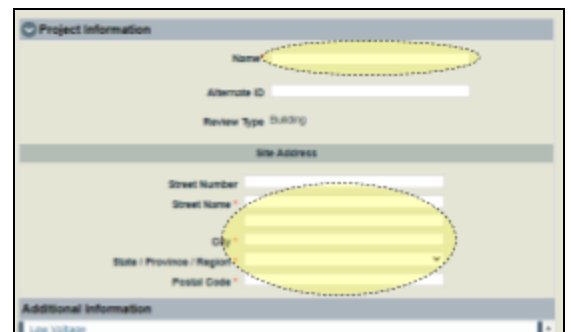 Project Information
Name*
Alternate ID
Review Type Building
Site Address
Street Number
Street Name *
City *
State / Province / Region *
Postal Code *
Additional Information
Low Voltage